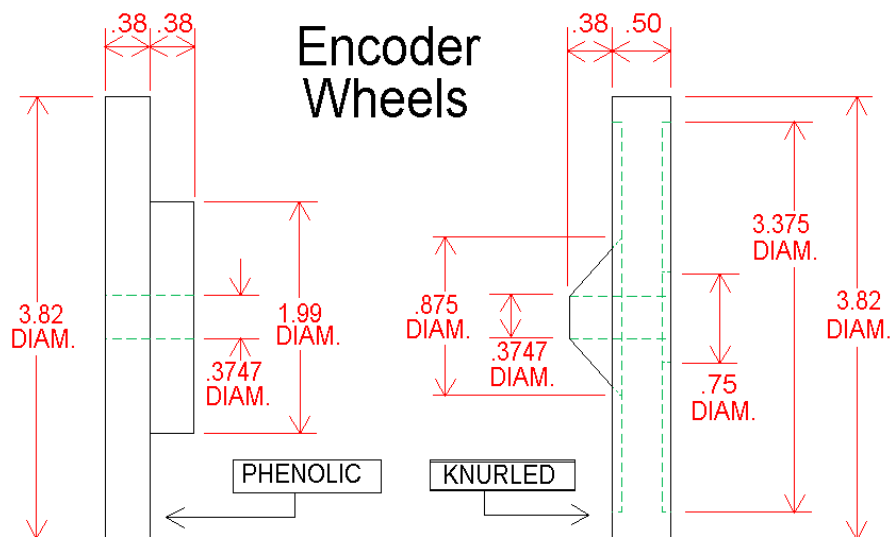 .38 .38
Encoder
Wheels
.38 .50
3.82
DIAM.
1.99
DIAM.
.3747
DIAM.
.875
DIAM.
.3747
DIAM.
3.375
DIAM.
.75
DIAM.
3.82
DIAM.
PHENOLIC
KNURLED